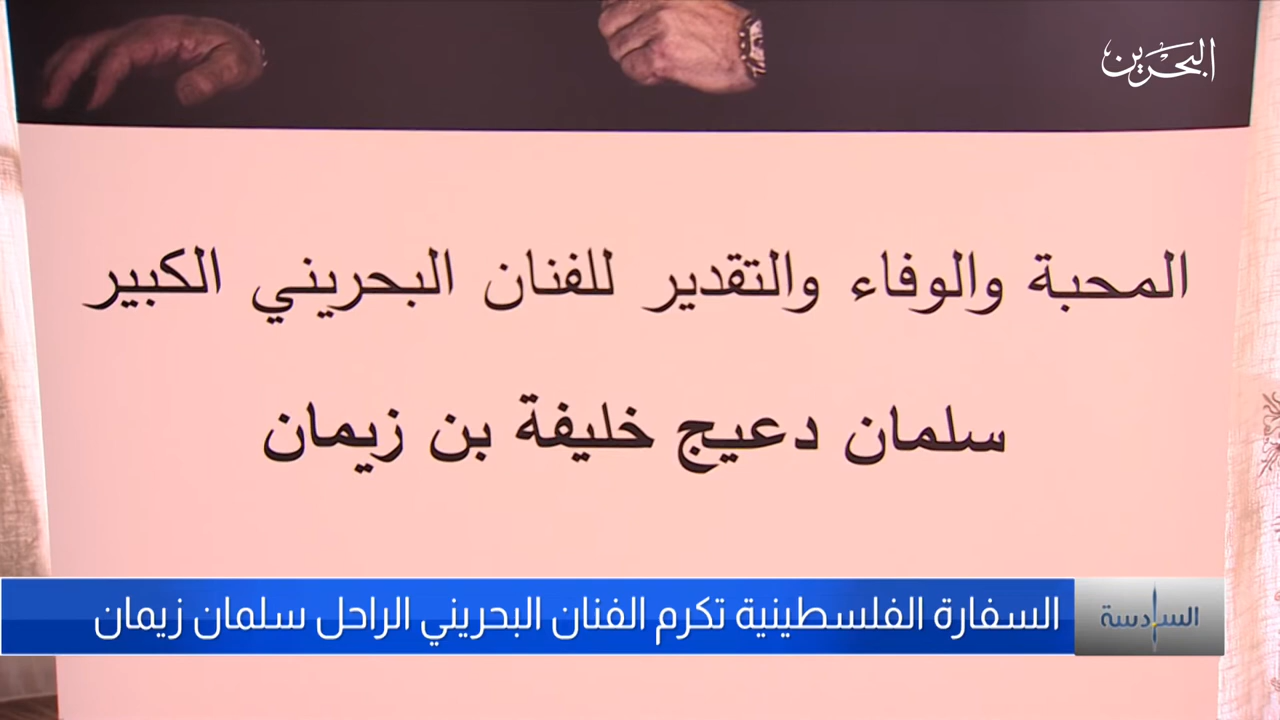 البحرين
المحبة والوفاء والتقدير للفنان البحريني الكبير
سلمان دعيج خليفة بن زيمان
السفارة الفلسطينية تكرم الفنان البحريني الراحل سلمان زيمان
السادسة